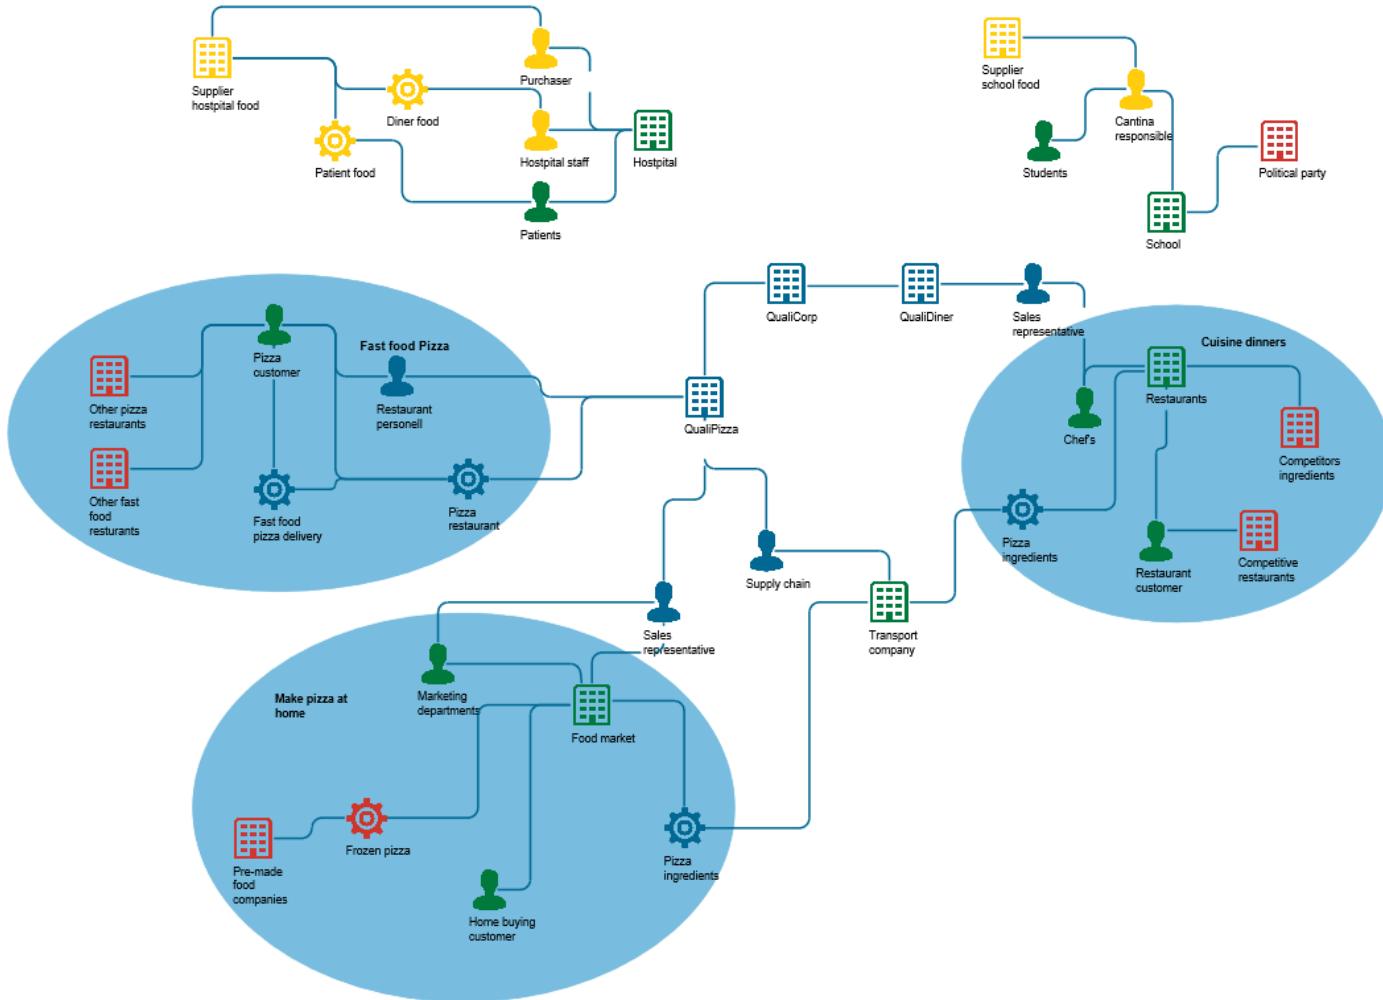 Supplier
hostpital food
Diner food
Patient food
Purchaser
Hostpital staff
Patients
Hostpital
Supplier
school food
Cantina
responsible
Students
Political party
School
QualiCorp
QualiDiner
Sales
representative
Fast food Pizza
Pizza
customer
Other pizza
restaurants
Restaurant
personell
QualiPizza
Other fast
food
resturants
Fast food
pizza delivery
Pizza
restaurant
Cuisine dinners
Restaurants
Chef's
Competitors
ingredients
Pizza
ingredients
Restaurant
customer
Competitive
restaurants
Supply chain
Transport
company
Sales
representative
Make pizza at
home
Marketing
departments
Food market
Frozen pizza
Pre-made
food
companies
Home buying
customer
Pizza
ingredients